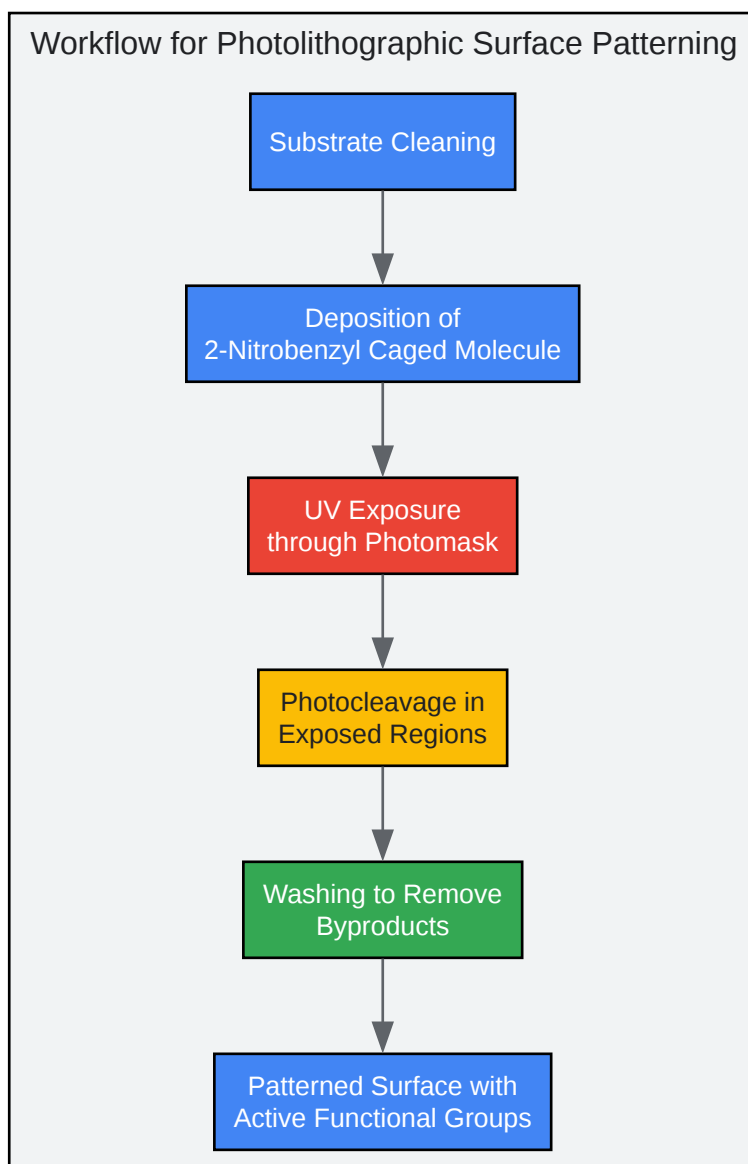 Workflow for Photolithographic Surface Patterning
Substrate Cleaning
Deposition of
2-Nitrobenzyl Caged Molecule
UV Exposure
through Photomask
Photocleavage in
Exposed Regions
Washing to Remove
Byproducts
Patterned Surface with
Active Functional Groups